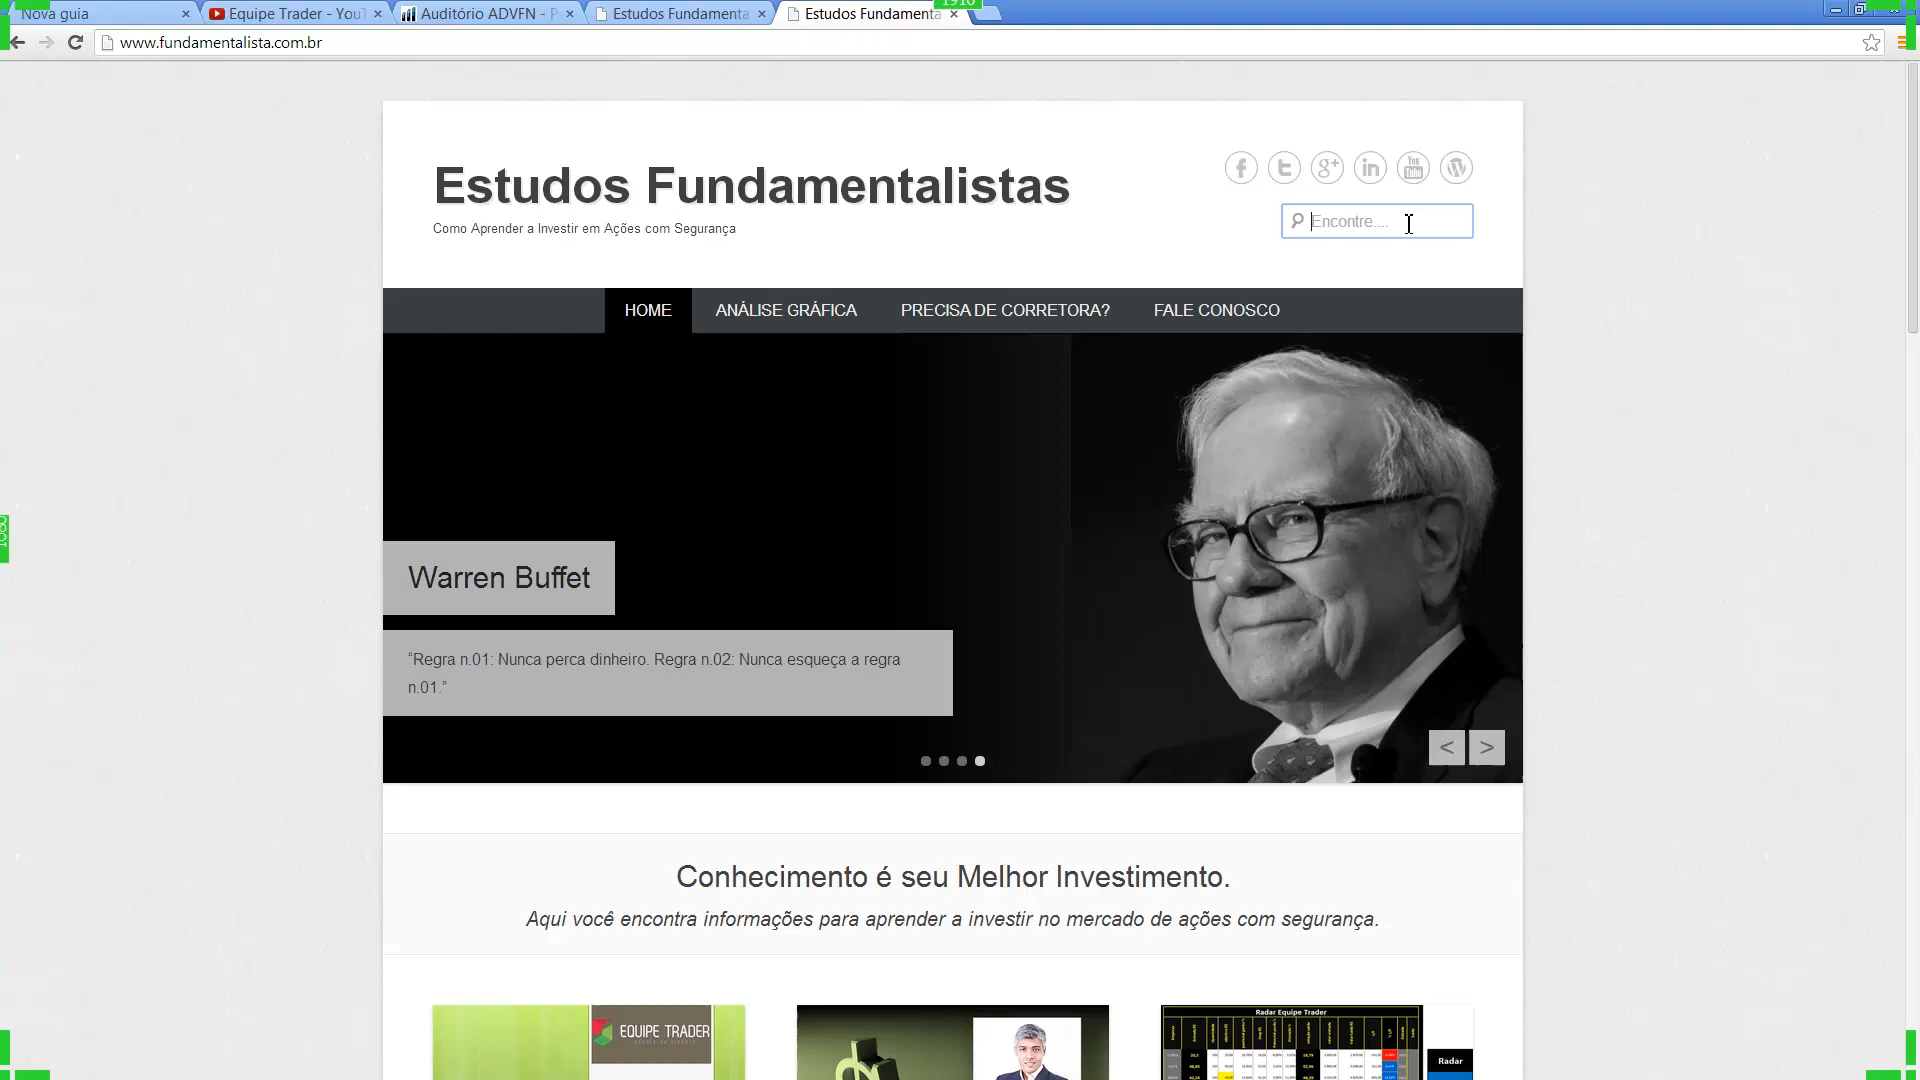 1910
Nova guia
Equipe Trader - YouT
Auditório ADVFN - P
Estudos Fundamenta
Estudos Fundamenta
www.fundamentalista.com.br
Estudos Fundamentalistas
Como Aprender a Investir em Ações com Segurança
Encontre....
HOME
ANÁLISE GRÁFICA
PRECISA DE CORRETORA?
FALE CONOSCO
1080
Warren Buffet
“Regra n.01: Nunca perca dinheiro. Regra n.02: Nunca esqueça a regra
n.01.”
< >
Conhecimento é seu Melhor Investimento.
Aqui você encontra informações para aprender a investir no mercado de ações com segurança.
EQUIPE TRADER
Radar Equipe Trader
Radar